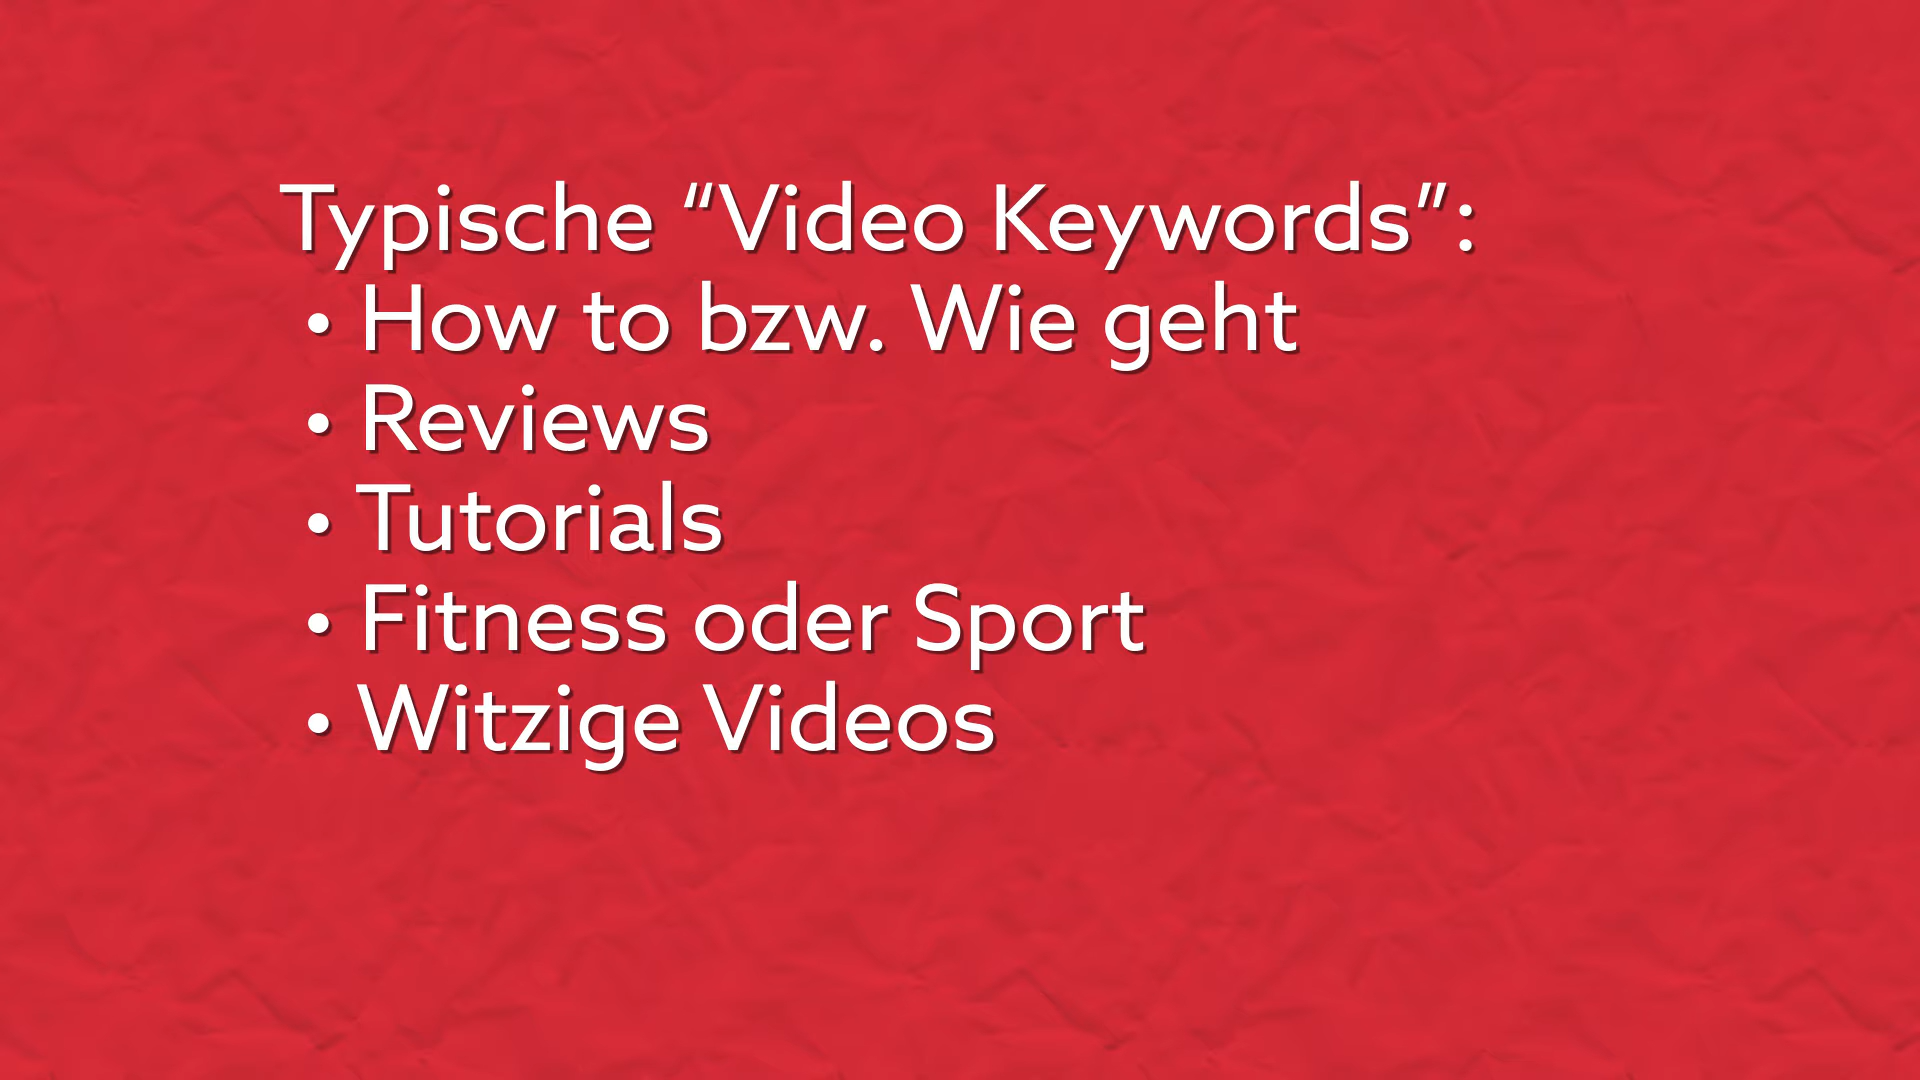 Typische “Video Keywords”:
• How to bzw. Wie geht
• Reviews
• Tutorials
• Fitness oder Sport
• Witzige Videos